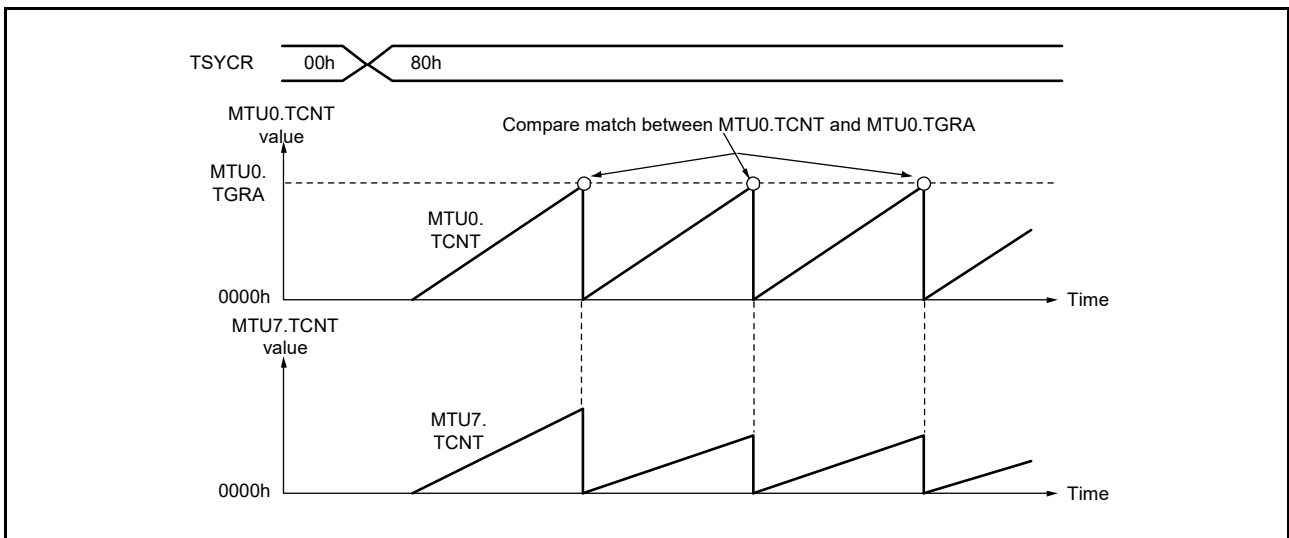 TSYCR 00h 80h
MTU0.TCNT
value
Compare match between MTU0.TCNT and MTU0.TGRA
MTU0.
TGRA
MTU0.
TCNT
0000h
Time
MTU7.TCNT
value
MTU7.
TCNT
0000h
Time